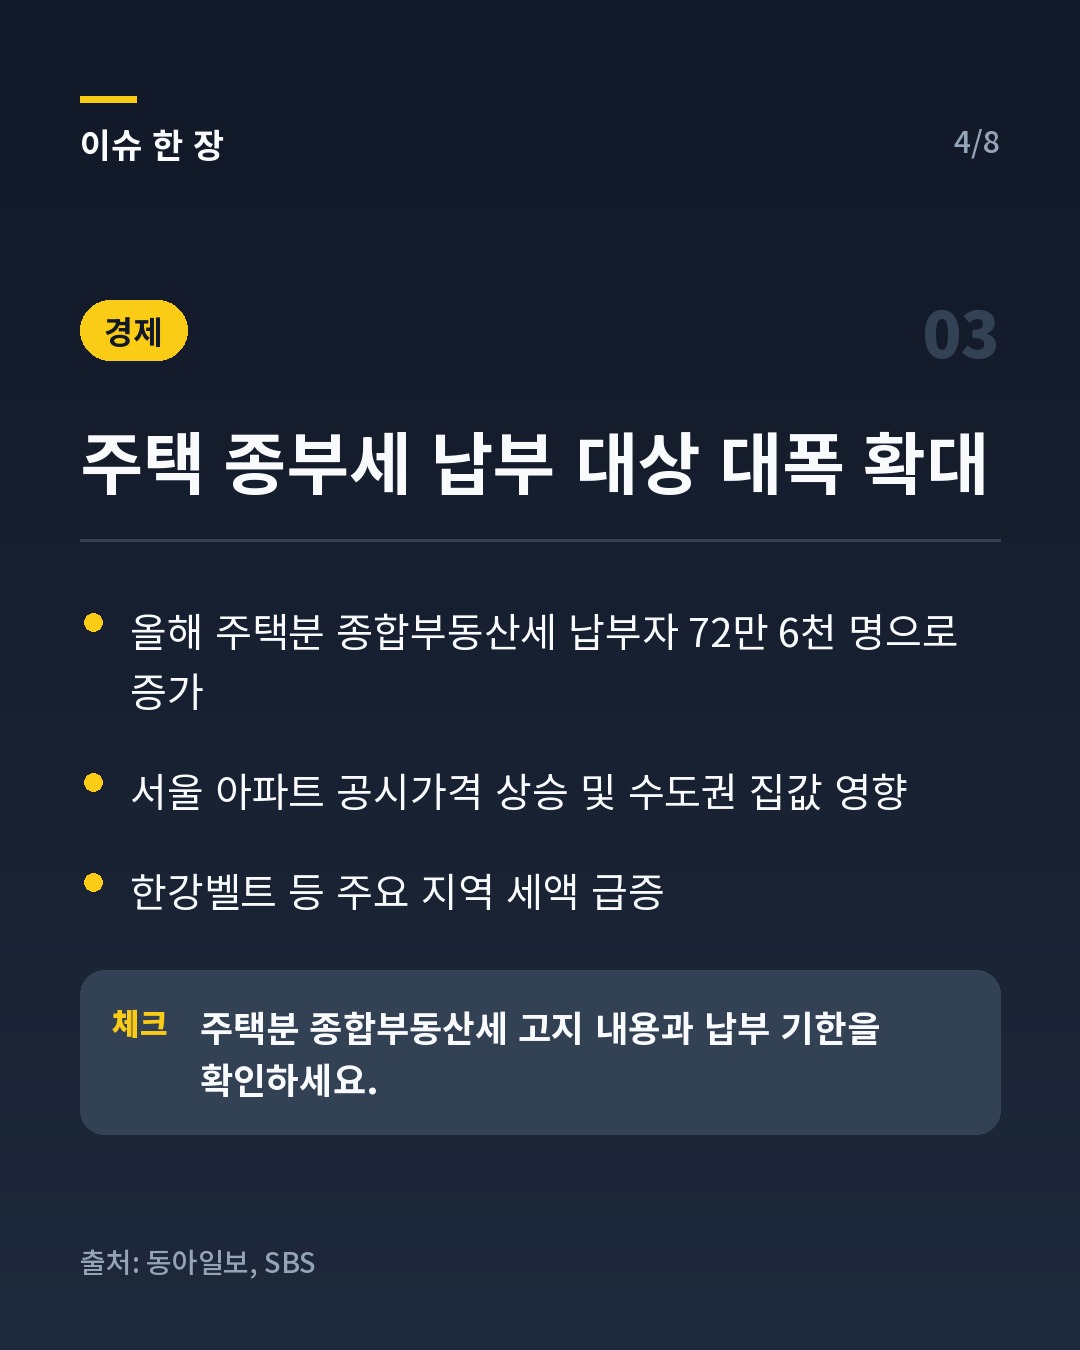 이슈 한 장
4/8
경제
03
주택 종부세 납부 대상 대폭 확대
올해 주택분 종합부동산세 납부자 72만 6천 명으로
증가
서울 아파트 공시가격 상승 및 수도권 집값 영향
한강벨트 등 주요 지역 세액 급증
체크
주택분 종합부동산세 고지 내용과 납부 기한을
확인하세요.
출처: 동아일보, SBS